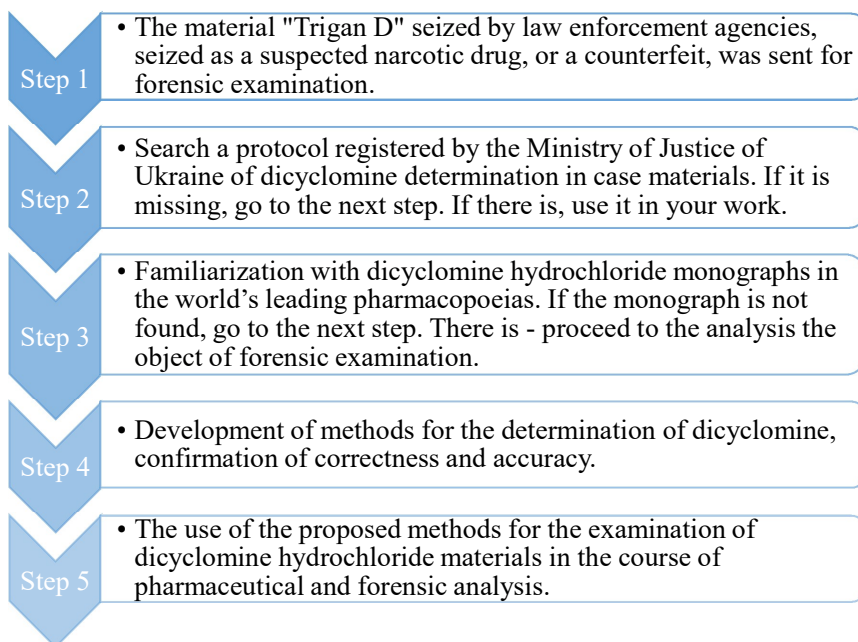 Step 1
• The material "Trigan D" seized by law enforcement agencies,
seized as a suspected narcotic drug, or a counterfeit, was sent for
forensic examination.
Step 2
• Search a protocol registered by the Ministry of Justice of
Ukraine of dicyclomine determination in case materials. If it is
missing, go to the next step. If there is, use it in your work.
Step 3
• Familiarization with dicyclomine hydrochloride monographs in
the world’s leading pharmacopoeias. If the monograph is not
found, go to the next step. There is - proceed to the analysis the
object of forensic examination.
Step 4
• Development of methods for the determination of dicyclomine,
confirmation of correctness and accuracy.
Step 5
• The use of the proposed methods for the examination of
dicyclomine hydrochloride materials in the course of
pharmaceutical and forensic analysis.